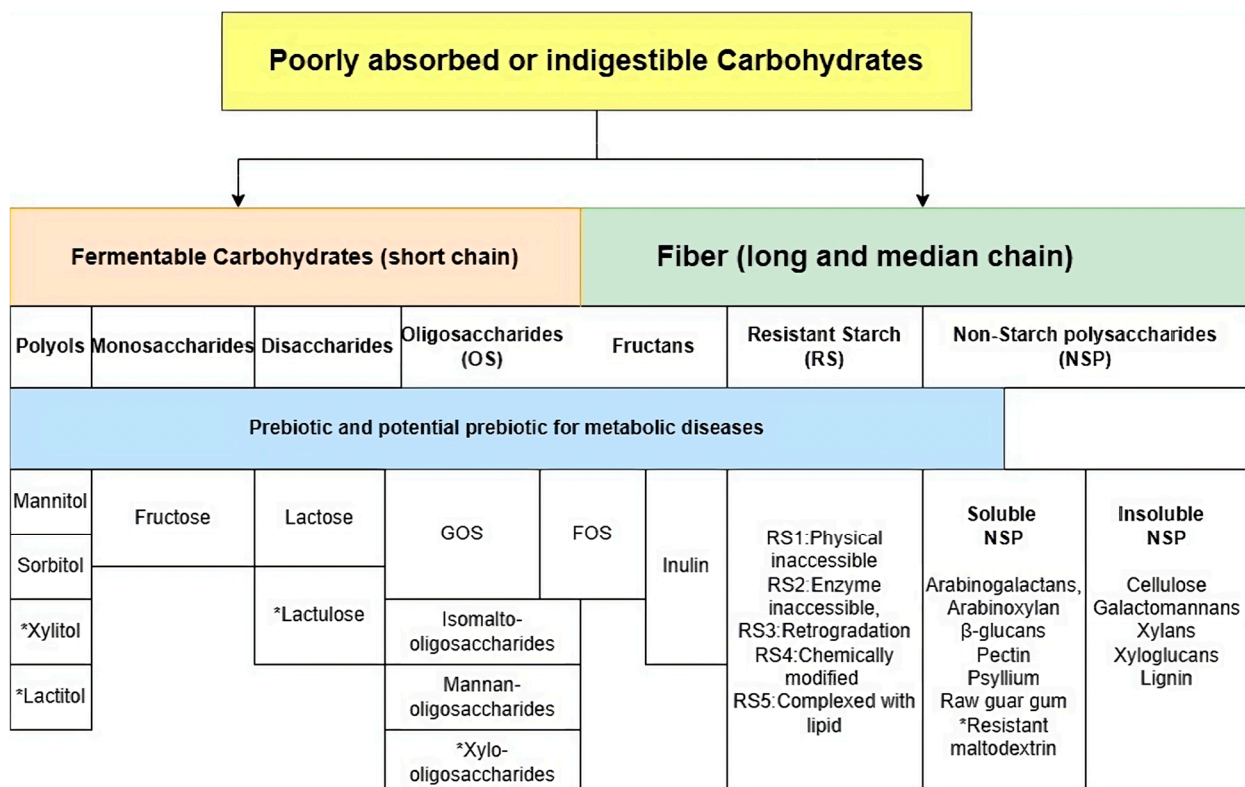 Poorly absorbed or indigestible Carbohydrates
Fermentable Carbohydrates (short chain)
Fiber (long and median chain)
Polyols
Monosaccharides
Disaccharides
Oligosaccharides
(OS)
Fructans
Resistant Starch
(RS)
Non-Starch polysaccharides
(NSP)
Prebiotic and potential prebiotic for metabolic diseases
Mannitol
Sorbitol
*Xylitol
*Lactitol
Fructose
Lactose
*Lactulose
GOS
Isomalto-
oligosaccharides
Mannan-
oligosaccharides
*Xylo-
oligosaccharides
FOS
Inulin
RS1:Physical
inaccessible
RS2:Enzyme
inaccessible,
RS3:Retrogradation
RS4:Chemically
modified
RS5:Complexed with
lipid
Soluble
NSP
Arabinogalactans,
Arabinoxylan
β-glucans
Pectin
Psyllium
Raw guar gum
*Resistant
maltodextrin
Insoluble
NSP
Cellulose
Galactomannans
Xylans
Xyloglucans
Lignin